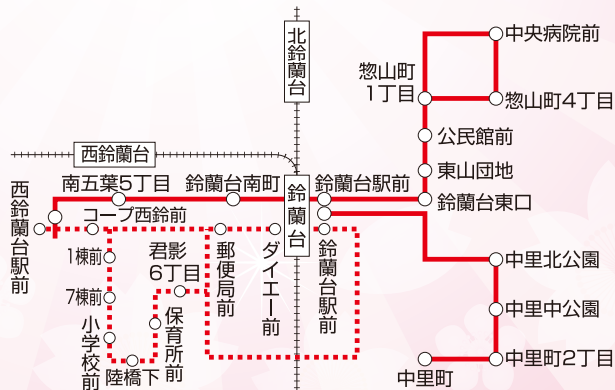 北鈴蘭台
中央病院前
惣山町
1丁目
惣山町4丁目
公民館前
西鈴蘭台
東山団地
南五葉5丁目
鈴蘭台南町
鈴蘭台
鈴蘭台駅前
鈴蘭台東口
西鈴蘭台駅前
コープ西鈴前
1棟前
君影
6丁目
郵便局前
ダイエー前
鈴蘭台駅前
中里北公園
7棟前
中里中公園
小学校前
保育所前
陸橋下
中里町
中里町2丁目